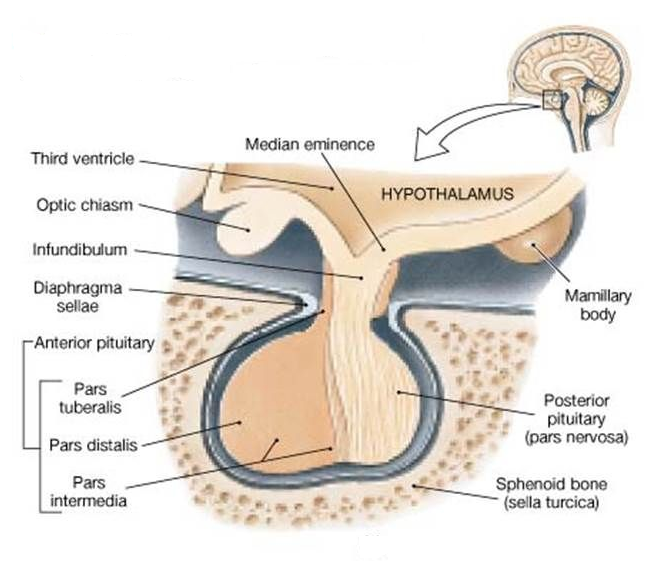 Median eminence
Third ventricle
HYPOTHALAMUS
Optic chiasm
Infundibulum
Diaphragma
sellae
Mamillary
body
Anterior pituitary
Pars
tuberalis
Posterior
pituitary
(pars nervosa)
Pars distalis
Pars
intermedia
Sphenoid bone
(sella turcica)